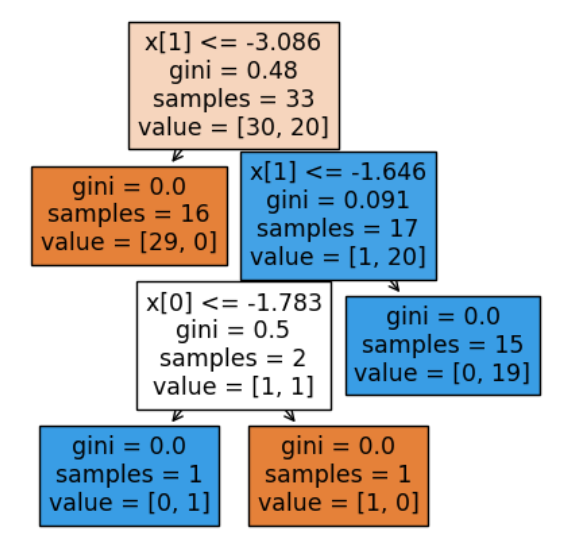 x[1] <= -3.086
gini = 0.48
samples = 33
value = [30, 20]
gini = 0.0
samples = 16
value = [29, 0]
x[1] <= -1.646
gini = 0.091
samples = 17
value = [1, 20]
x[0] <= -1.783
gini = 0.5
samples = 2
value = [1, 1]
gini = 0.0
samples = 15
value = [0, 19]
gini = 0.0
samples = 1
value = [0, 1]
gini = 0.0
samples = 1
value = [1, 0]